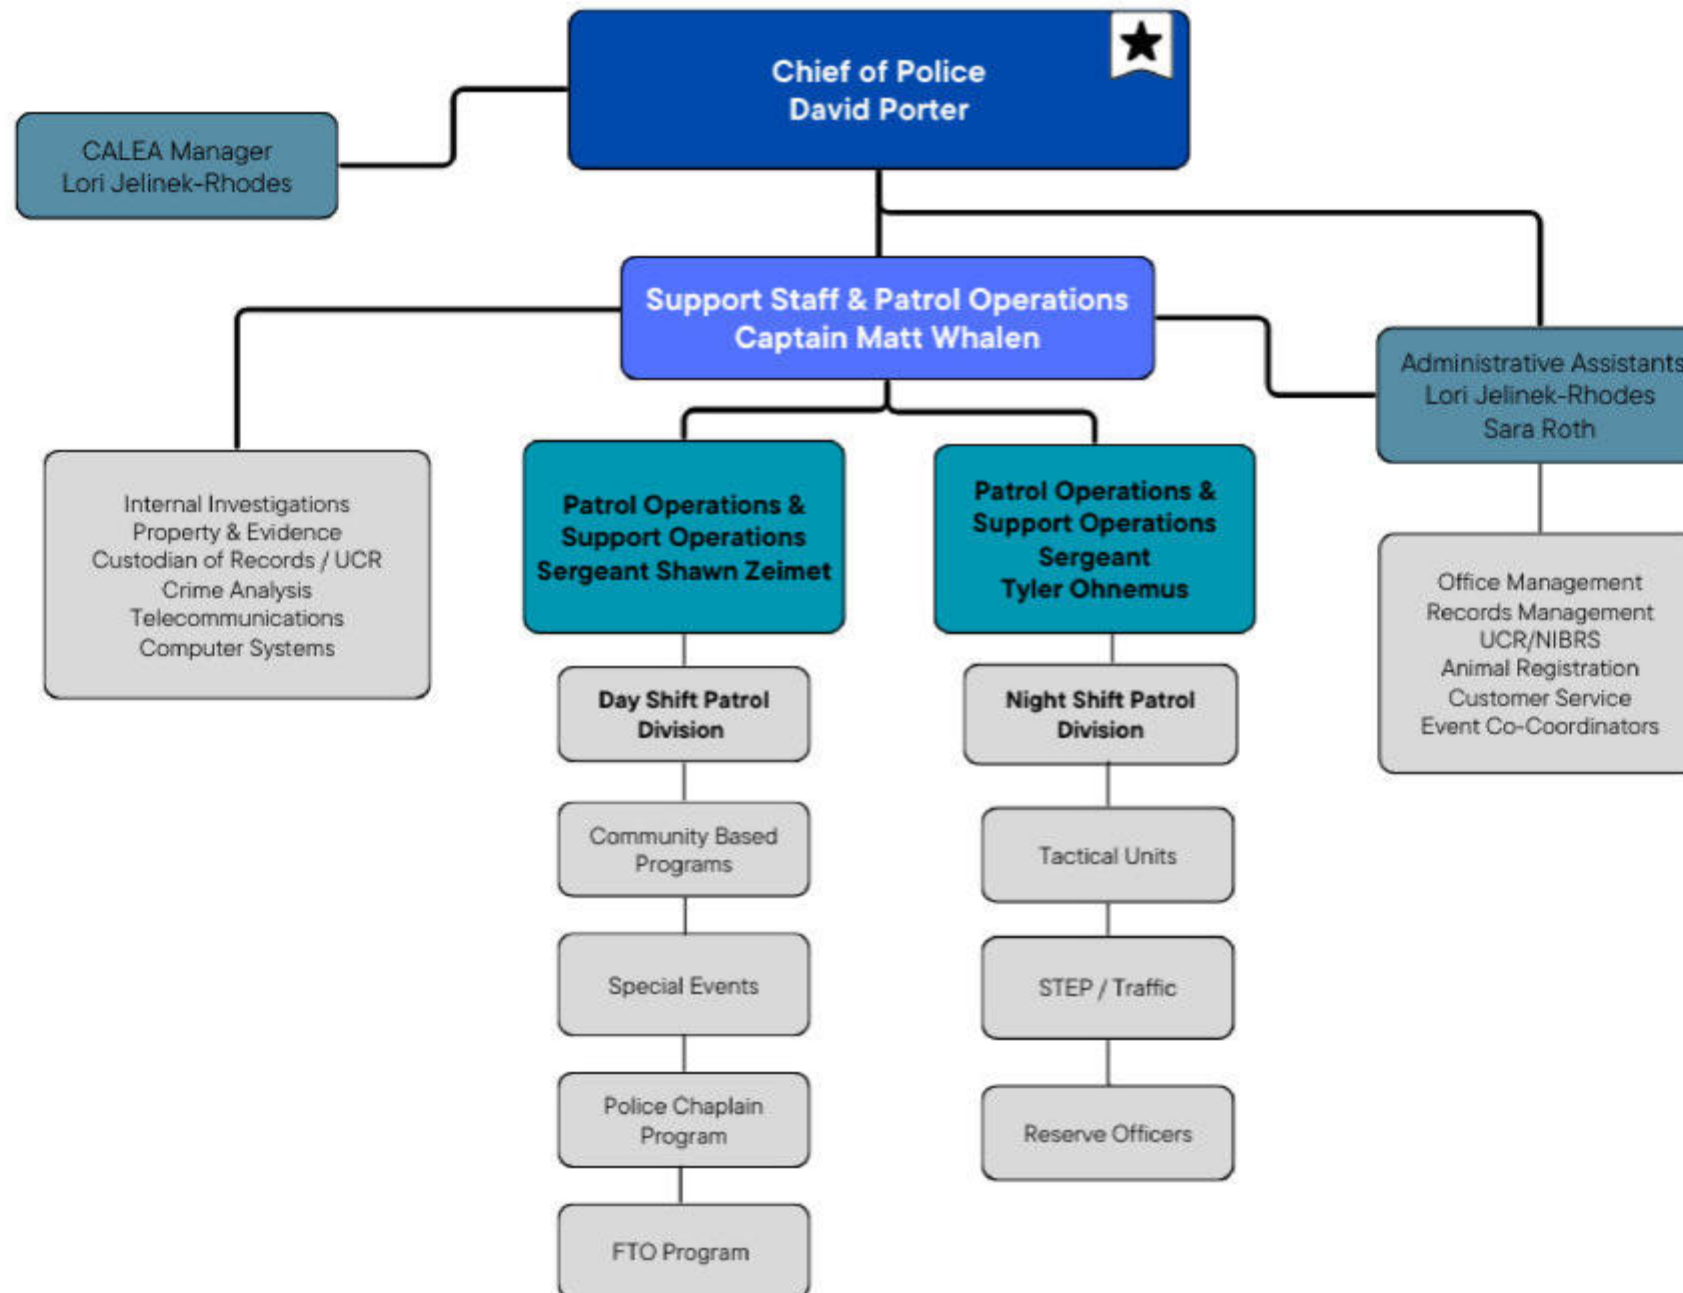 Chief of Police
David Porter
CALEA Manager
Lori Jelinek-Rhodes
Support Staff & Patrol Operations
Captain Matt Whalen
Administrative Assistants
Lori Jelinek-Rhodes
Sara Roth
Internal Investigations
Property & Evidence
Custodian of Records / UCR
Crime Analysis
Telecommunications
Computer Systems
Patrol Operations &
Support Operations
Sergeant Shawn Zeimet
Patrol Operations &
Support Operations
Sergeant
Tyler Ohnemus
Office Management
Records Management
UCR/NIBRS
Animal Registration
Customer Service
Event Co-Coordinators
Day Shift Patrol
Division
Community Based
Programs
Special Events
Police Chaplain
Program
FTO Program
Night Shift Patrol
Division
Tactical Units
STEP / Traffic
Reserve Officers